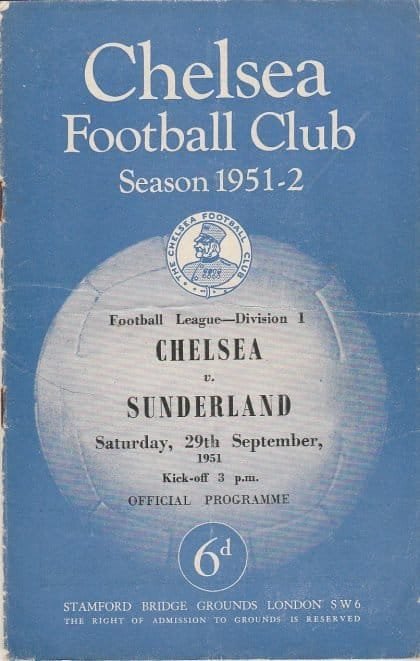 Chelsea
Football Club
Season 1951-2
THE CHELSEA FOOTBALL CLUB
Football League—Division 1
CHELSEA
v.
SUNDERLAND
Saturday, 29th September,
1951
Kick-off 3 p.m.
OFFICIAL PROGRAMME
6d
STAMFORD BRIDGE GROUNDS LONDON SW6
THE RIGHT OF ADMISSION TO GROUNDS IS RESERVED